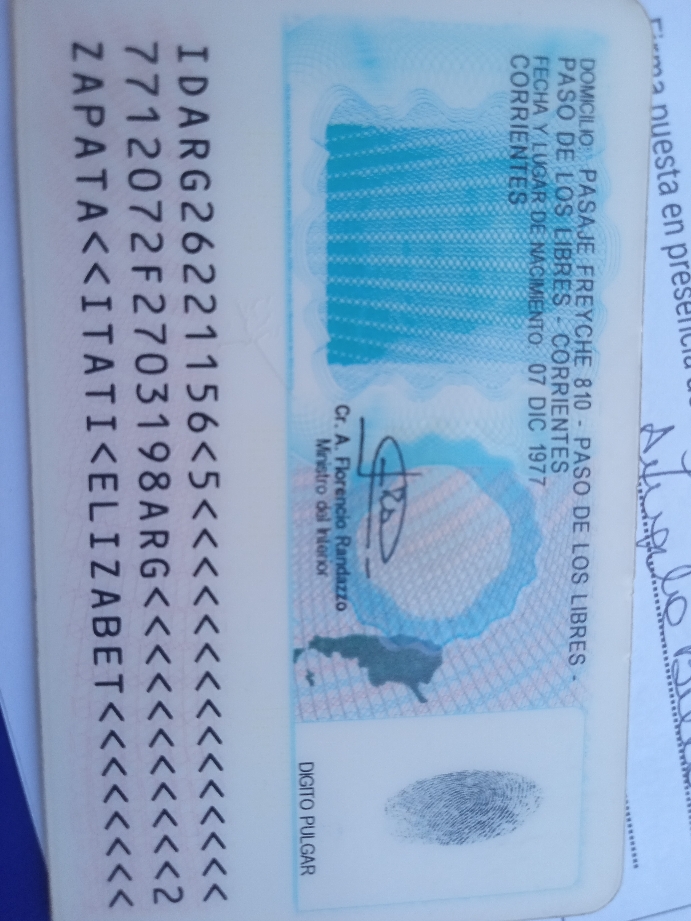 DOMICILIO: PASAJE FREYCHE 810 - PASO DE LOS LIBRES -
PASO DE LOS LIBRES - CORRIENTES
FECHA Y LUGAR DE NACIMIENTO: 07 DIC 1977
CORRIENTES
Cr. A. Florencio Randazzo
Ministro del Interior
DIGITO PULGAR
IDARG26221156<5<<<<<<<<<<<<<<<
7712072F2703198ARG<<<<<<<<<<<2
ZAPATA<<ITATI<ELIZABET<<<<<<<<
Firma puesta en presencia de